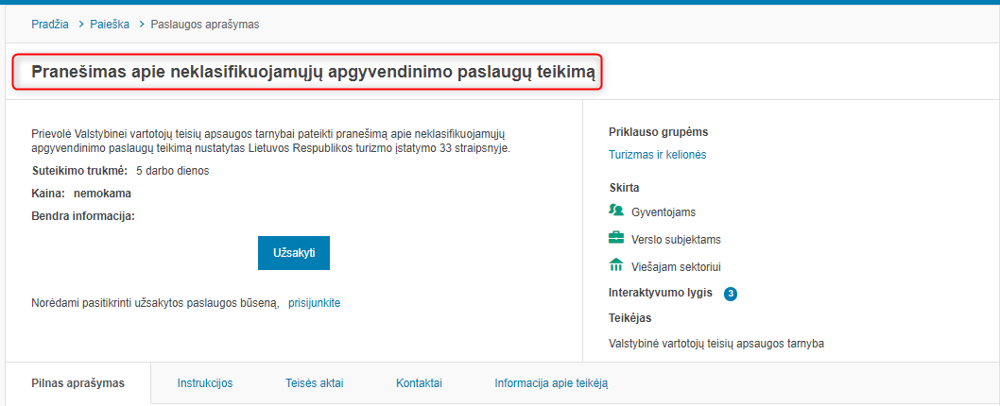 Pradžia > Paieška > Paslaugos aprašymas
Pranešimas apie neklasifikuojamųjų apgyvendinimo paslaugų teikimą
Prievolė Valstybinei vartotojų teisių apsaugos tarnybai pateikti pranešimą apie neklasifikuojamųjų
apgyvendinimo paslaugų teikimą nustatytas Lietuvos Respublikos turizmo įstatymo 33 straipsnyje.
Suteikimo trukmė: 5 darbo dienos
Kaina: nemokama
Bendra informacija:
Užsakyti
Norėdami pasitikrinti užsakytos paslaugos būseną, prisijunkite
Priklauso grupėms
Turizmas ir kelionės
Skirta
Gyventojams
Verslo subjektams
Viešajam sektoriui
Interaktyvumo lygis 3
Teikėjas
Valstybinė vartotojų teisių apsaugos tarnyba
Pilnas aprašymas Instrukcijos Teisės aktai Kontaktai Informacija apie teikėją